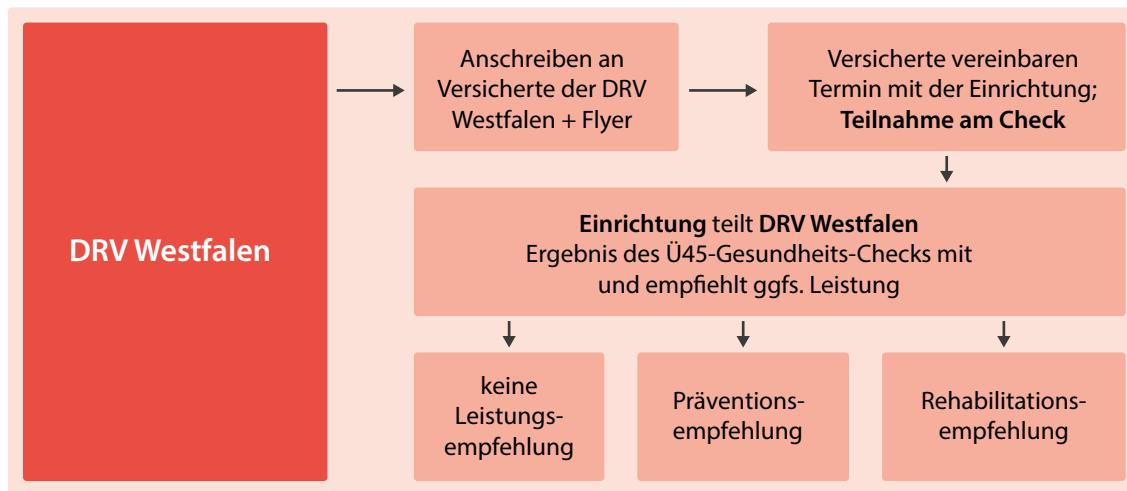 DRV Westfalen
Anschreiben an
Versicherte der DRV
Westfalen + Flyer
Versicherte vereinbaren
Termin mit der Einrichtung;
Teilnahme am Check
Einrichtung teilt DRV Westfalen
Ergebnis des Ü45-Gesundheits-Checks mit
und empfiehlt ggfs. Leistung
keine
Leistungs-
empfehlung
Präventions-
empfehlung
Rehabilitations-
empfehlung